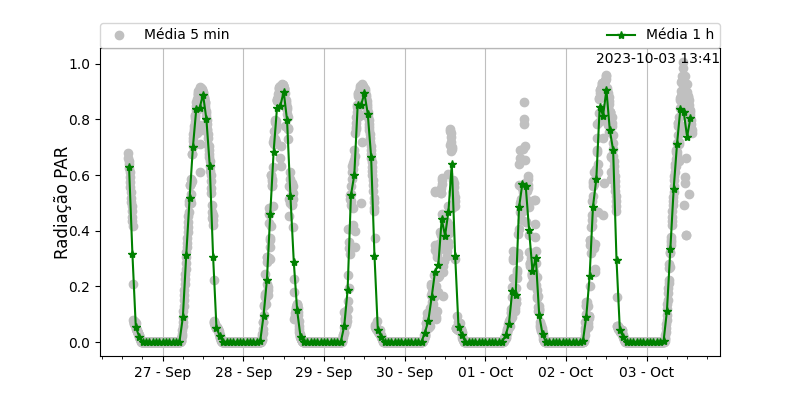 Média 5 min
Média 1 h
2023-10-03 13:41
Radiação PAR
1.0
0.8
0.6
0.4
0.2
0.0
27 - Sep
28 - Sep
29 - Sep
30 - Sep
01 - Oct
02 - Oct
03 - Oct